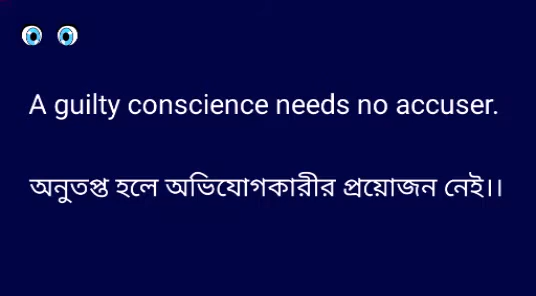 A guilty conscience needs no accuser.
অনুতপ্ত হলে অভিযোগকারীর প্রয়োজন নেই।।